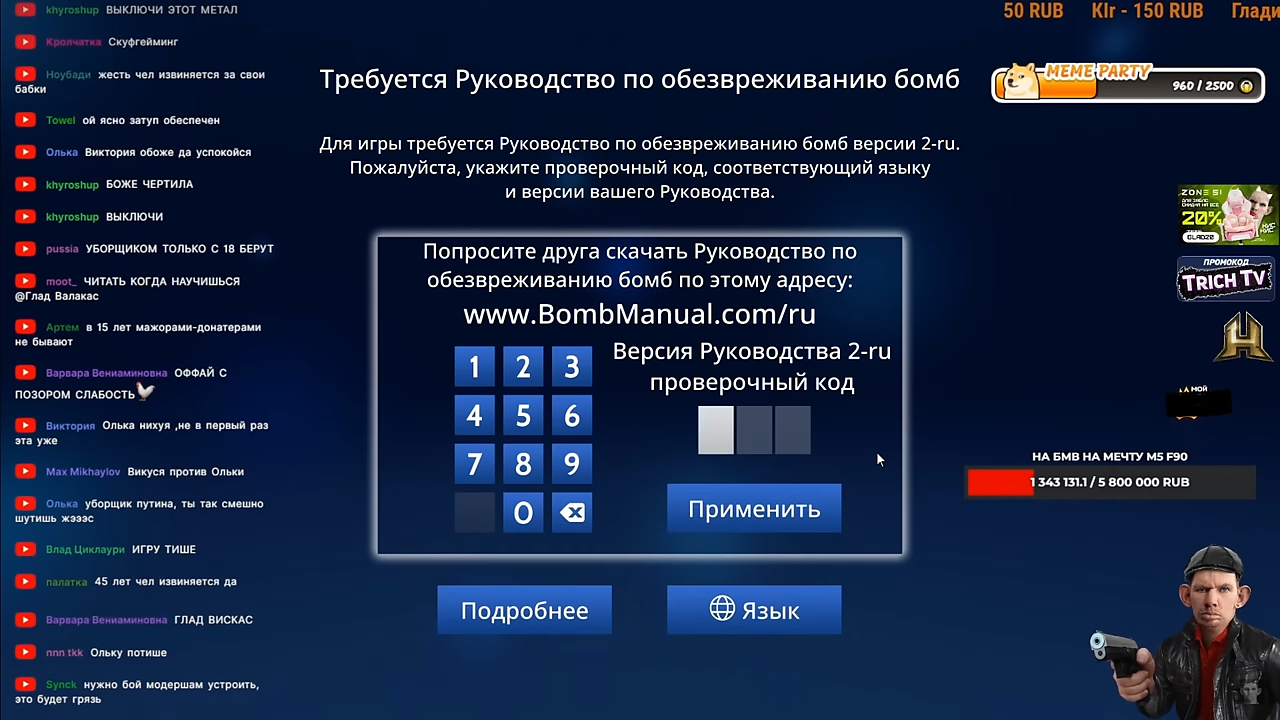 khyroshup ВЫКЛЮЧИ ЭТОТ МЕТАЛ
Кролчатка Скуфгейминг
Ноубади жесть чел извиняется за свои
бабки
Towel ой ясно затуп обеспечен
Олька Виктория обоже да успокойся
khyroshup БОЖЕ ЧЕРТИЛА
khyroshup ВЫКЛЮЧИ
pussia УБОРЩИКОМ ТОЛЬКО С 18 БЕРУТ
moot_ ЧИТАТЬ КОГДА НАУЧИШЬСЯ
@Глад Валакас
Артем в 15 лет мажорами-донатерами
не бывают
Варвара Вениаминовна ОФФАЙ С
ПОЗОРОМ СЛАБОСТЬ
Виктория Олька нихуя ,не в первый раз
эта уже
Max Mikhaylov Викуся против Ольки
Олька уборщик путина, ты так смешно
шутишь жэээс
Влад Циклаури ИГРУ ТИШЕ
палатка 45 лет чел извиняется да
Варвара Вениаминовна ГЛАД ВИСКАС
nnn tkk Ольку потише
Synck нужно бой модершам устроить,
это будет грязь
Требуется Руководство по обезвреживанию бомб
Для игры требуется Руководство по обезвреживанию бомб версии 2-ru.
Пожалуйста, укажите проверочный код, соответствующий языку
и версии вашего Руководства.
Попросите друга скачать Руководство по
обезвреживанию бомб по этому адресу:
www.BombManual.com/ru
1 2 3
4 5 6
7 8 9
0
Версия Руководства 2-ru
проверочный код
Применить
Подробнее
Язык
50 RUB KIr - 150 RUB Глади
MEME PARTY
960 / 2500
ZONE 51
20%
GLADZE
ПРОМОКОД
TRICH TV
МОЙ
НА БМВ НА МЕЧТУ M5 F90
1 343 131.1 / 5 800 000 RUB